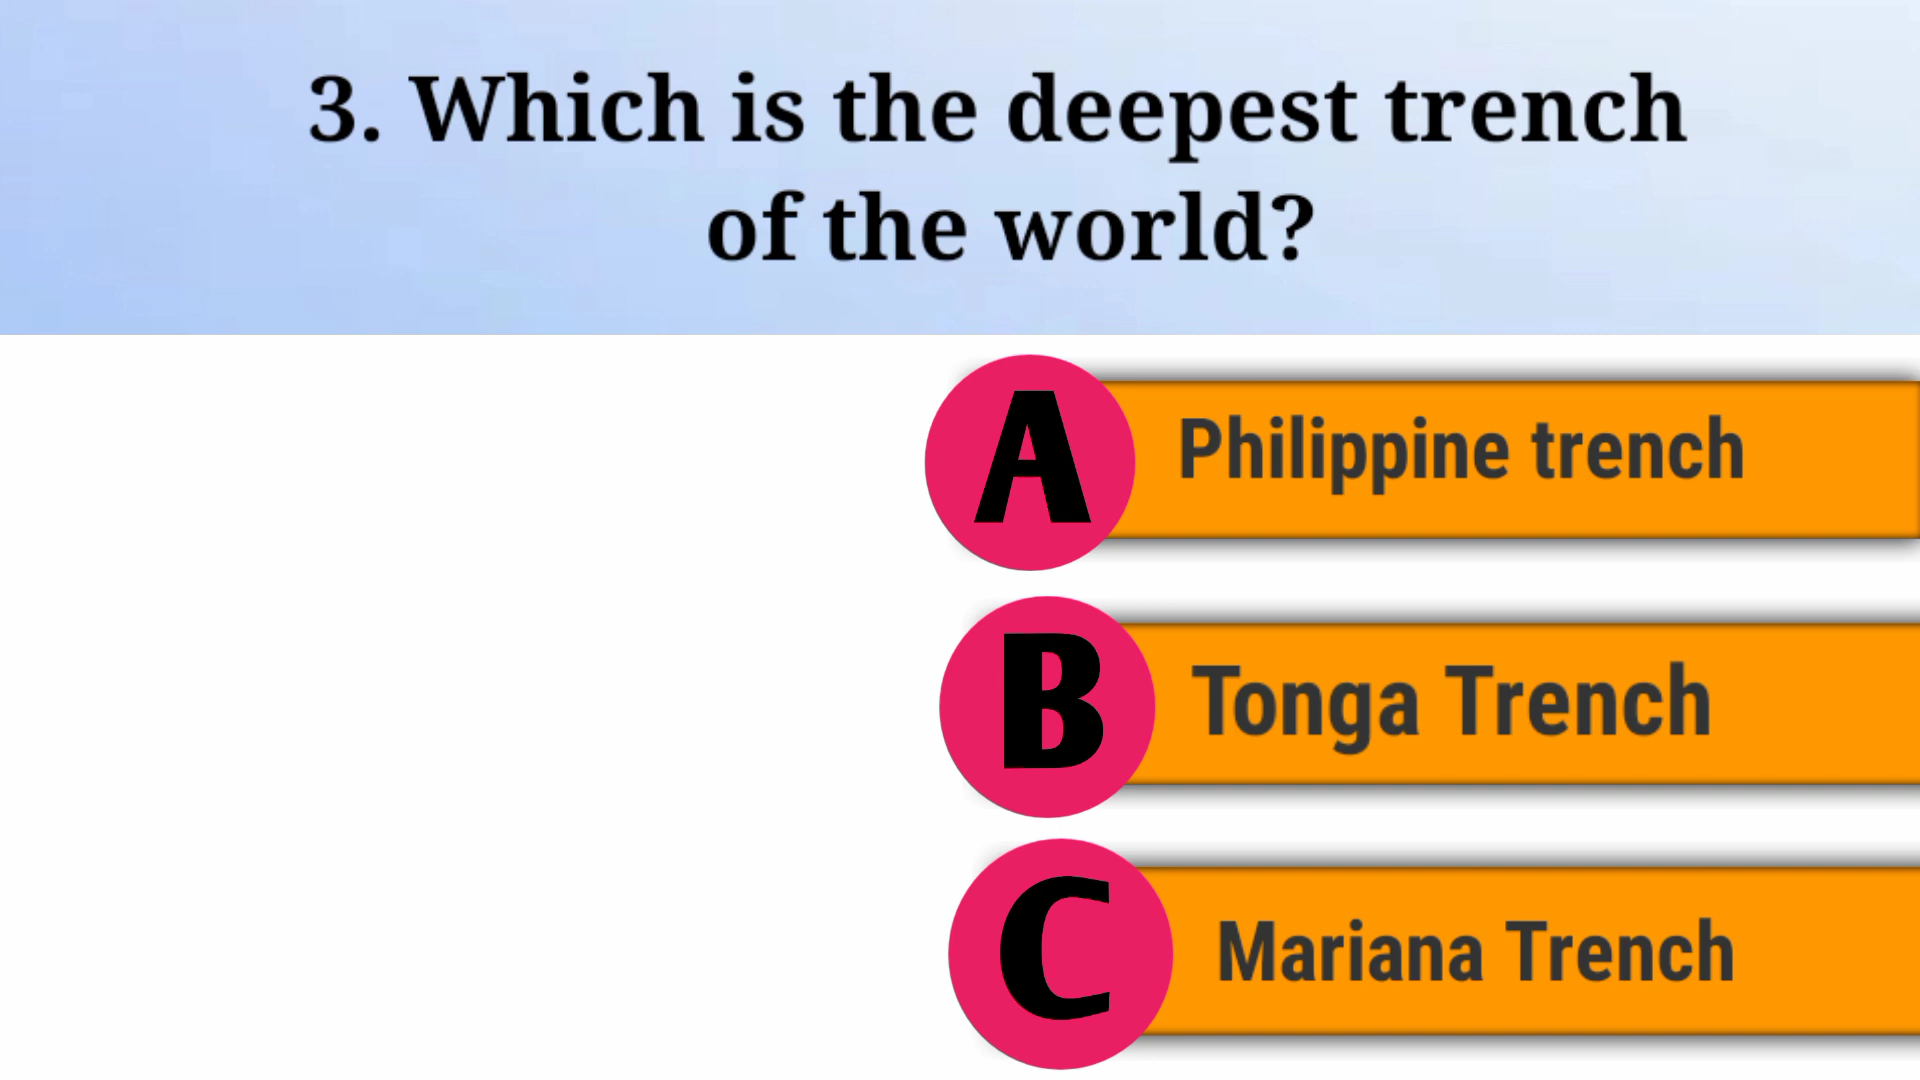 3. Which is the deepest trench
of the world?
A Philippine trench
B Tonga Trench
C Mariana Trench